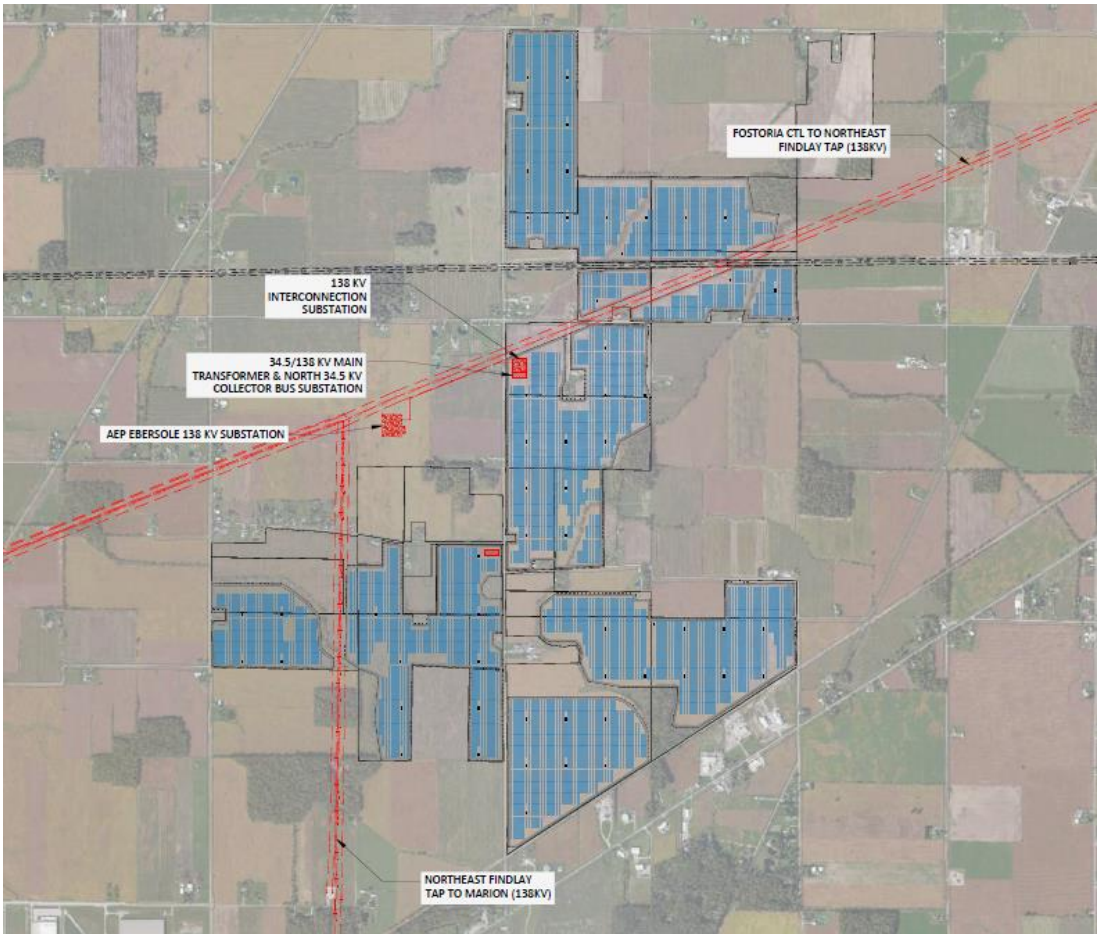 FOSTORIA CTL TO NORTHEAST
FINDLAY TAP (138KV)
138 KV
INTERCONNECTION
SUBSTATION
34.5/138 KV MAIN
TRANSFORMER & NORTH 34.5 KV
COLLECTOR BUS SUBSTATION
AEP EBERSOLE 138 KV SUBSTATION
NORTHEAST FINDLAY
TAP TO MARION (138KV)